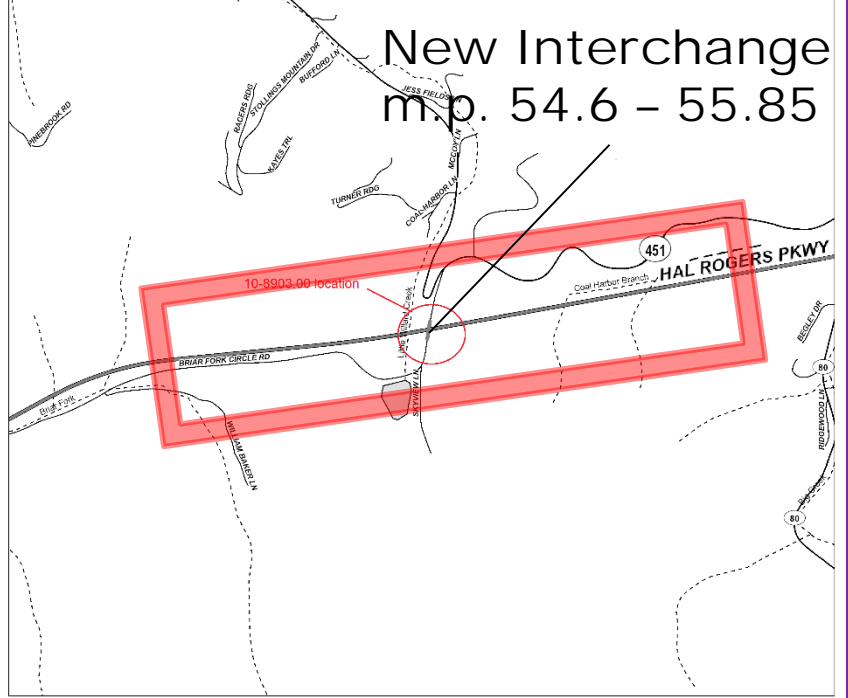 New Interchange
m.p. 54.6 – 55.85
STOLLINGS MOUNTAIN DR
BUFFORD LN
JESS FIELDS
RACERS RDG
PINEBROOK RD
MCCOY LN
KAYES TRL
TURNER RDG
COAL HARBOR LN
451
HAL ROGERS PKWY
10-8903.00 location
Coal Harbor Branch
BEGLEY DR
BRIAR FORK CIRCLE RD
80
SKYVIEW LN
Briar Fork
RIDGEWOOD LN
WILLIAM BAKER LN
80